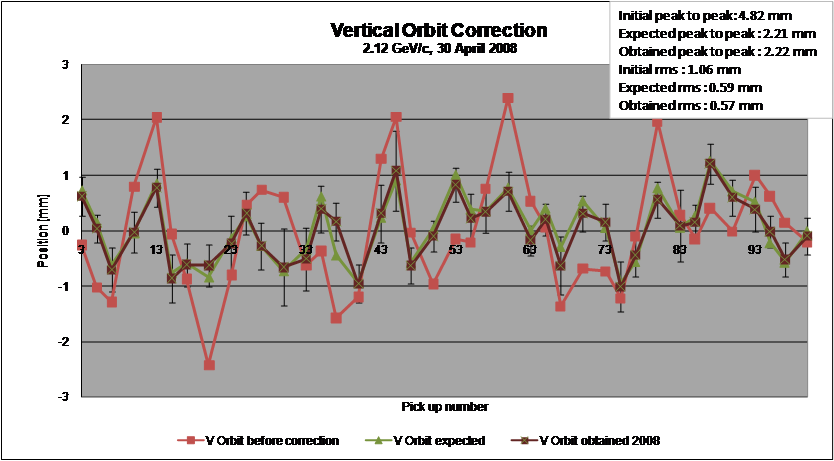 Vertical Orbit Correction
2.12 GeV/c, 30 April 2008
Initial peak to peak: 4.82 mm
Expected peak to peak : 2.21 mm
Obtained peak to peak : 2.22 mm
Initial rms : 1.06 mm
Expected rms : 0.59 mm
Obtained rms : 0.57 mm
Position [mm]
3
2
1
0
-1
-2
-3
3 13 23 33 43 53 63 73 83 93
Pick up number
V Orbit before correction V Orbit expected V Orbit obtained 2008